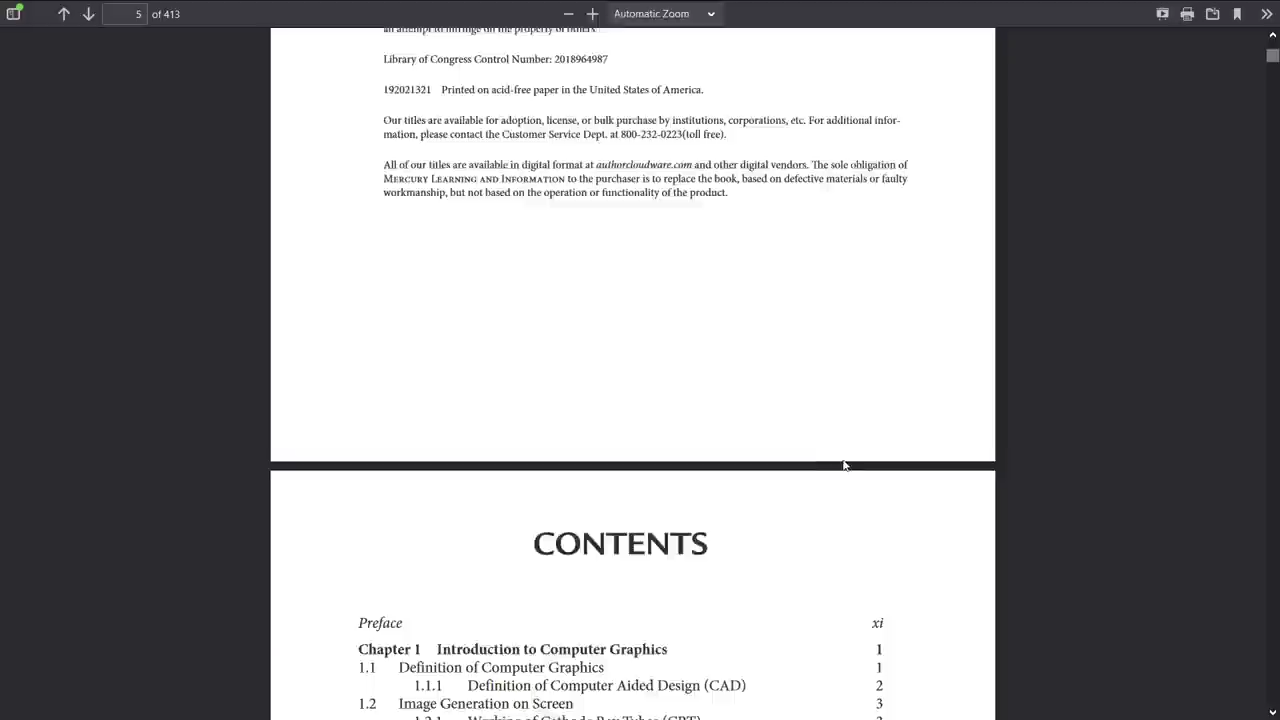 5 of 413 Automatic Zoom
an attempt to infringe on the property of others
Library of Congress Control Number: 2018964987
192021321 Printed on acid-free paper in the United States of America.
Our titles are available for adoption, license, or bulk purchase by institutions, corporations, etc. For additional infor-
mation, please contact the Customer Service Dept. at 800-232-0223(toll free).
All of our titles are available in digital format at authorcloudware.com and other digital vendors. The sole obligation of
MERCURY LEARNING AND INFORMATION to the purchaser is to replace the book, based on defective materials or faulty
workmanship, but not based on the operation or functionality of the product.
CONTENTS
Preface xi
Chapter 1 Introduction to Computer Graphics 1
1.1 Definition of Computer Graphics 1
1.1.1 Definition of Computer Aided Design (CAD) 2
1.2 Image Generation on Screen 3
1.2.1 Working of Cathode Ray Tubes (CRT) 3